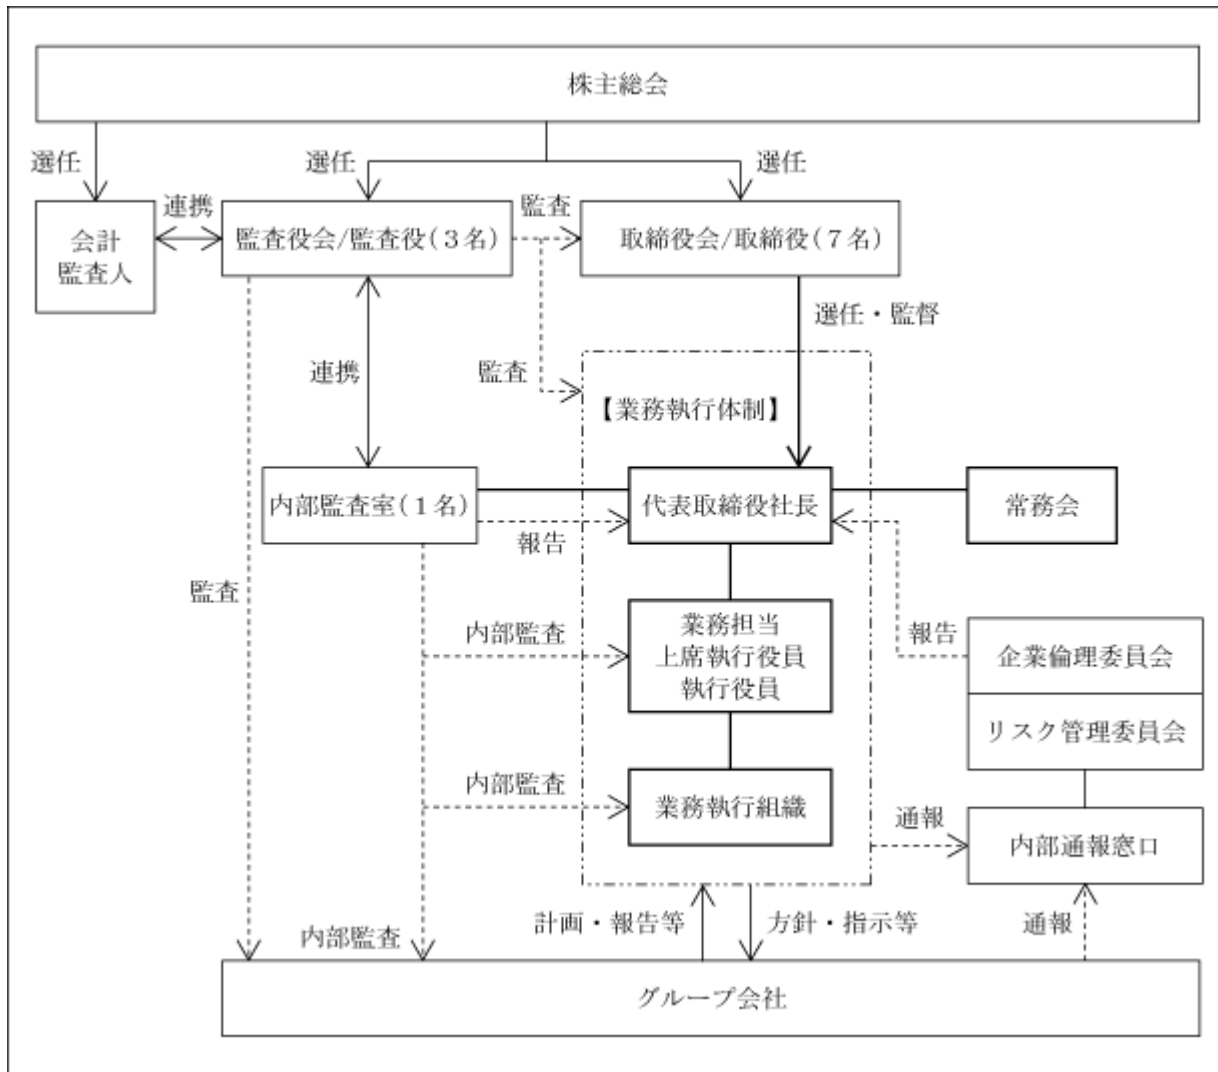 株主総会
選任
選任
選任
会計
監査人
連携
監査役会/監査役(3名)
監査
取締役会/取締役(7名)
選任・監督
連携
監査
【業務執行体制】
内部監査室(1名)
報告
代表取締役社長
常務会
監査
内部監査
業務担当
上席執行役員
執行役員
報告
企業倫理委員会
リスク管理委員会
内部監査
業務執行組織
通報
内部通報窓口
内部監査
計画・報告等
方針・指示等
通報
グループ会社